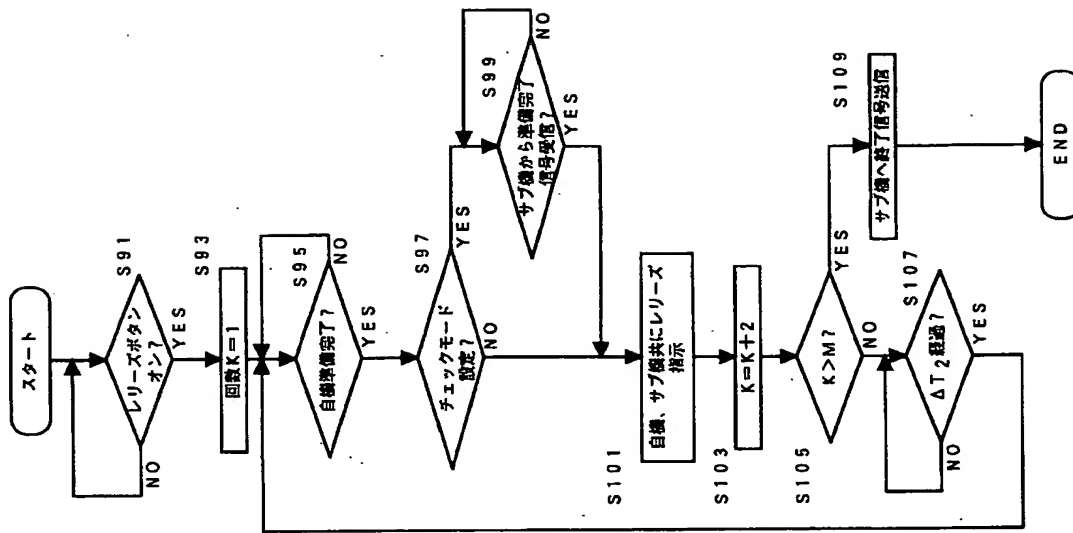 スタート
S91
レリーズボタン
オン?
NO
YES
S93
回数K=1
S95
自機準備完了?
NO
YES
S97
チェックモード
設定?
YES
NO
S99
サブ機から準備完了
信号受信?
NO
YES
S101
自機、サブ機共にレリーズ
指示
S103
K=K+2
S105
K>M?
YES
NO
S107
ΔT₂経過?
NO
YES
S109
サブ機へ終了信号送信
END